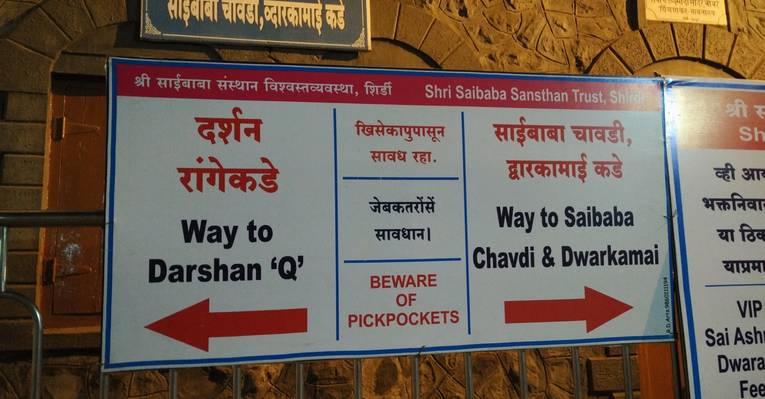 साईबाबा चावडी,व्दारकामाई कडे
श्री साईबाबा संस्थान विश्वस्तव्यवस्था, शिर्डी
Shri Saibaba Sansthan Trust, Shirdi
दर्शन
रांगेकडे
Way to
Darshan ‘Q’
खिसेकापुपासून
सावध रहा.
जेबकतरोंसें
सावधान।
BEWARE
OF
PICKPOCKETS
साईबाबा चावडी,
द्वारकामाई कडे
Way to Saibaba
Chavdi & Dwarkamai
श्री
Sh
व्ही
भक्तनिवा
या ठिक
याप्रमा
VIP
Sai Ash
Dwara
Fee